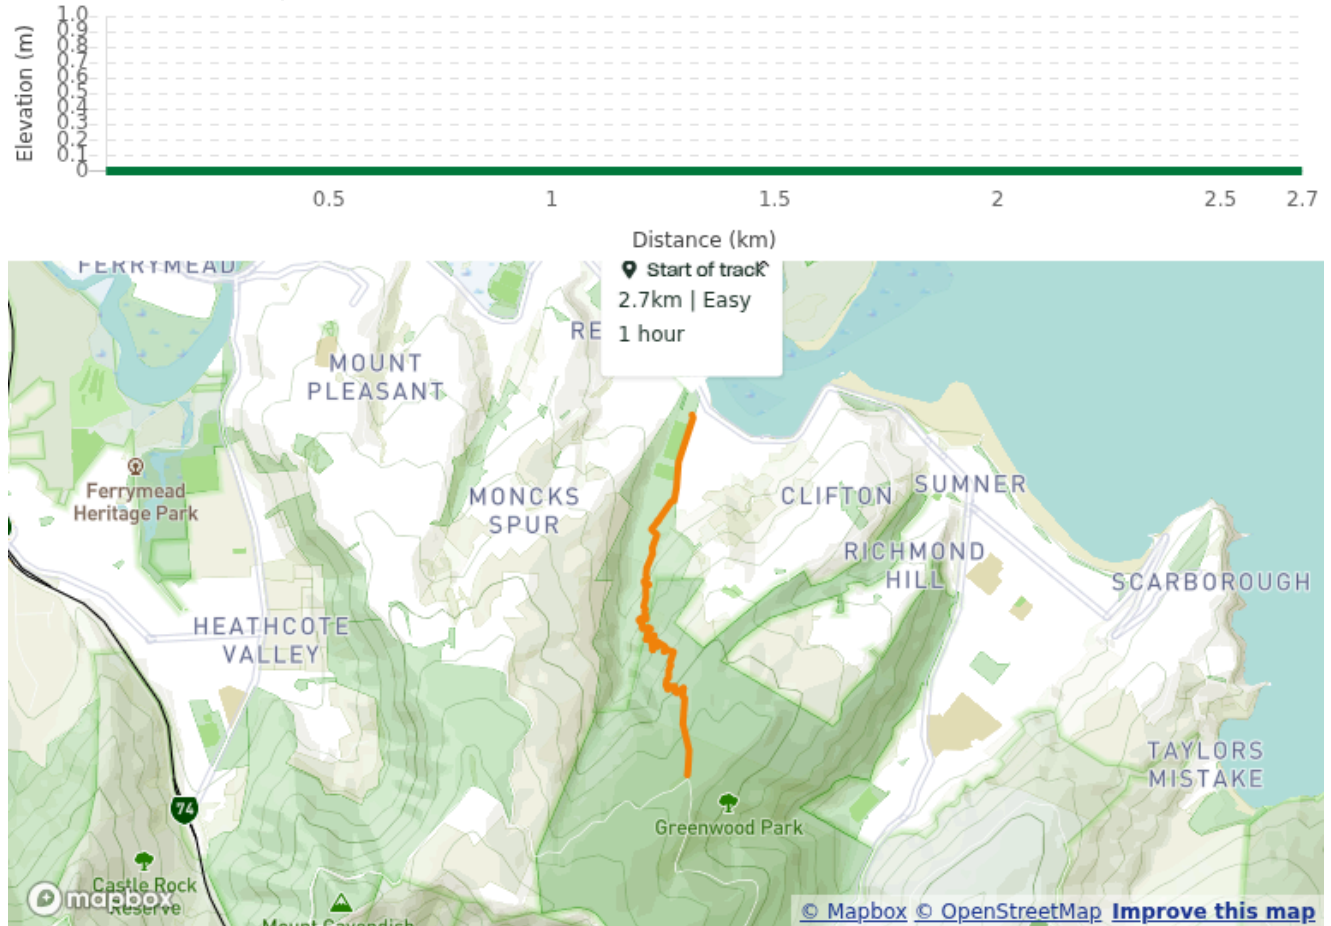 Elevation (m)
1.0
0.9
0.8
0.7
0.6
0.5
0.4
0.3
0.2
0.1
0
0.5 1 1.5 2 2.5 2.7
Distance (km)
FERRYMEAD
Start of track
2.7km | Easy
1 hour
RE
MOUNT
PLEASANT
Ferrymead
Heritage Park
MONCKS
SPUR
CLIFTON
SUMNER
RICHMOND
HILL
SCARBOROUGH
HEATHCOTE
VALLEY
TAYLORS
MISTAKE
74
Greenwood Park
Castle Rock
Reserve
Mount Cavendish
mapbox
© Mapbox © OpenStreetMap Improve this map